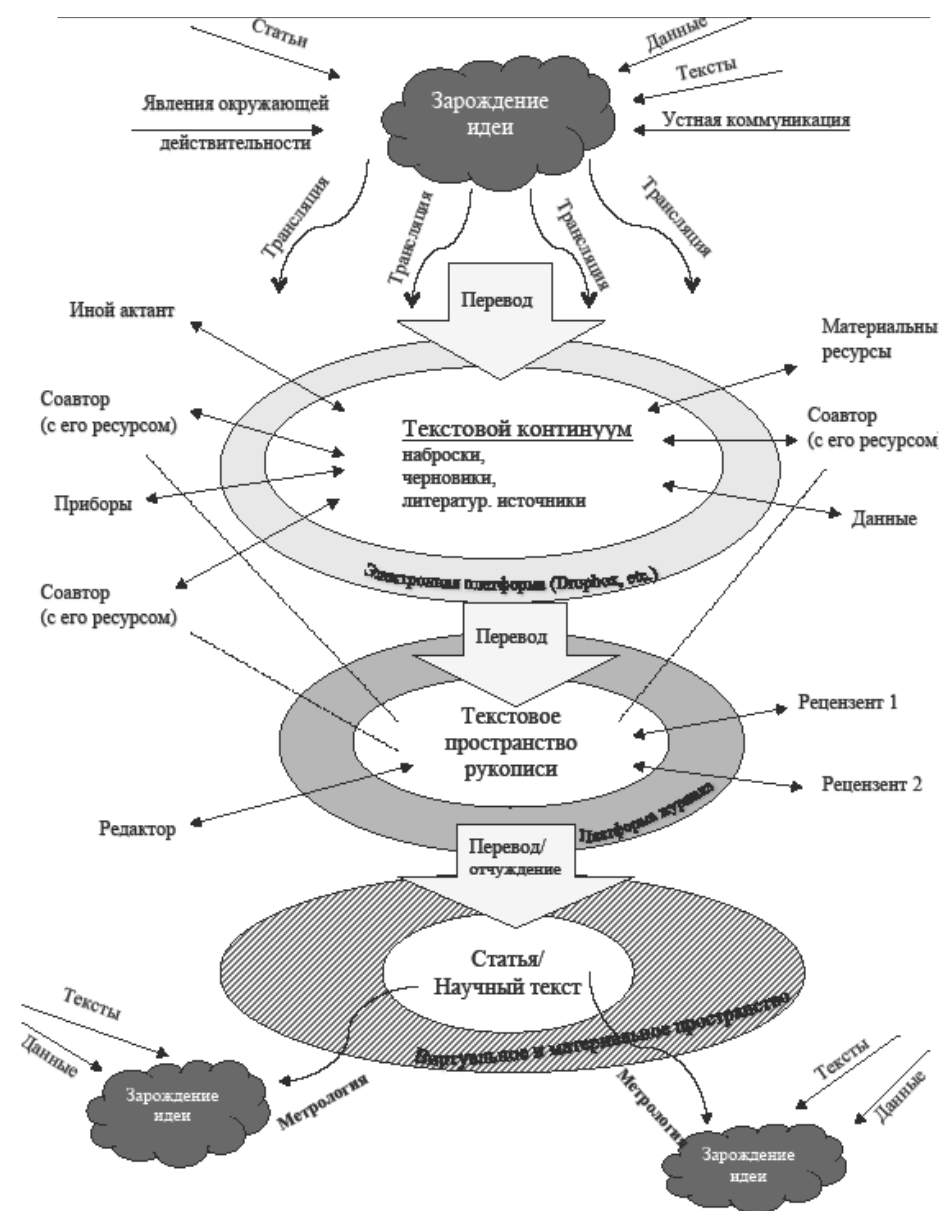 Статьи
Данные
Тексты
Зарождение
идеи
Явления окружающей
действительности
Устная коммуникация
Трансляция
Трансляция
Трансляция
Трансляция
Перевод
Иной актант
Материальны
ресурсы
Соавтор
(с его ресурсом)
Соавтор
(с его ресурсом)
Текстовой континуум
наброски,
черновики,
литератур. источники
Приборы
Данные
Электронная платформа (Dropbox, etc.)
Соавтор
(с его ресурсом)
Перевод
Текстовое
пространство
рукописи
Рецензент 1
Рецензент 2
Редактор
Платформа журнала
Перевод/
отчуждение
Статья/
Научный текст
Виртуальное и материальное пространство
Тексты
Данные
Зарождение
идеи
Метрология
Метрология
Тексты
Данные
Зарождение
идеи